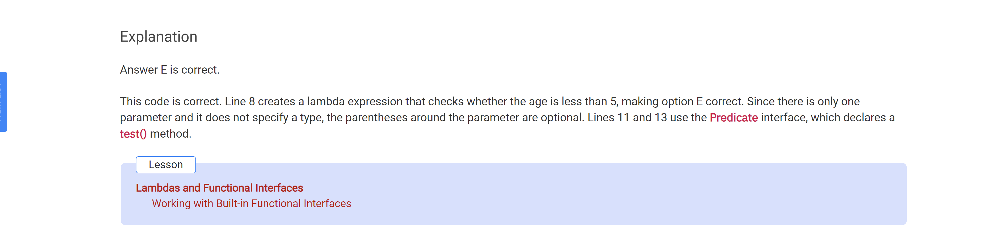 Explanation
Answer E is correct.
This code is correct. Line 8 creates a lambda expression that checks whether the age is less than 5, making option E correct. Since there is only one
parameter and it does not specify a type, the parentheses around the parameter are optional. Lines 11 and 13 use the Predicate interface, which declares a
test() method.
Lesson
Lambdas and Functional Interfaces
Working with Built-in Functional Interfaces